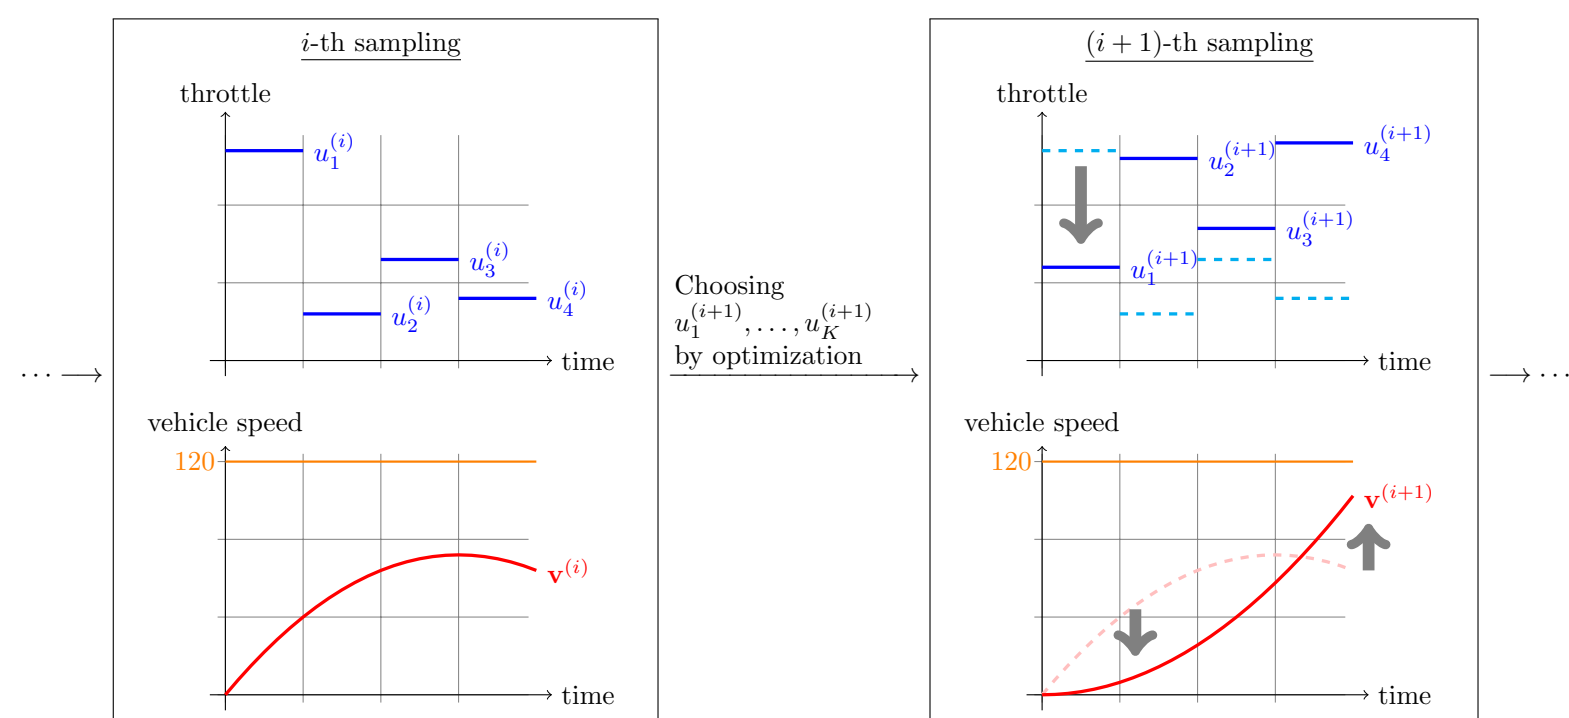 i-th sampling
throttle
u_1^{(i)}
u_2^{(i)}
u_3^{(i)}
u_4^{(i)}
time
vehicle speed
120
v^{(i)}
time
⋯ ⟶
Choosing
u_1^{(i+1)}, . . . , u_K^{(i+1)}
by optimization
(i + 1)-th sampling
throttle
u_1^{(i+1)}
u_2^{(i+1)}
u_3^{(i+1)}
u_4^{(i+1)}
time
vehicle speed
120
v^{(i+1)}
time
⟶ ⋯